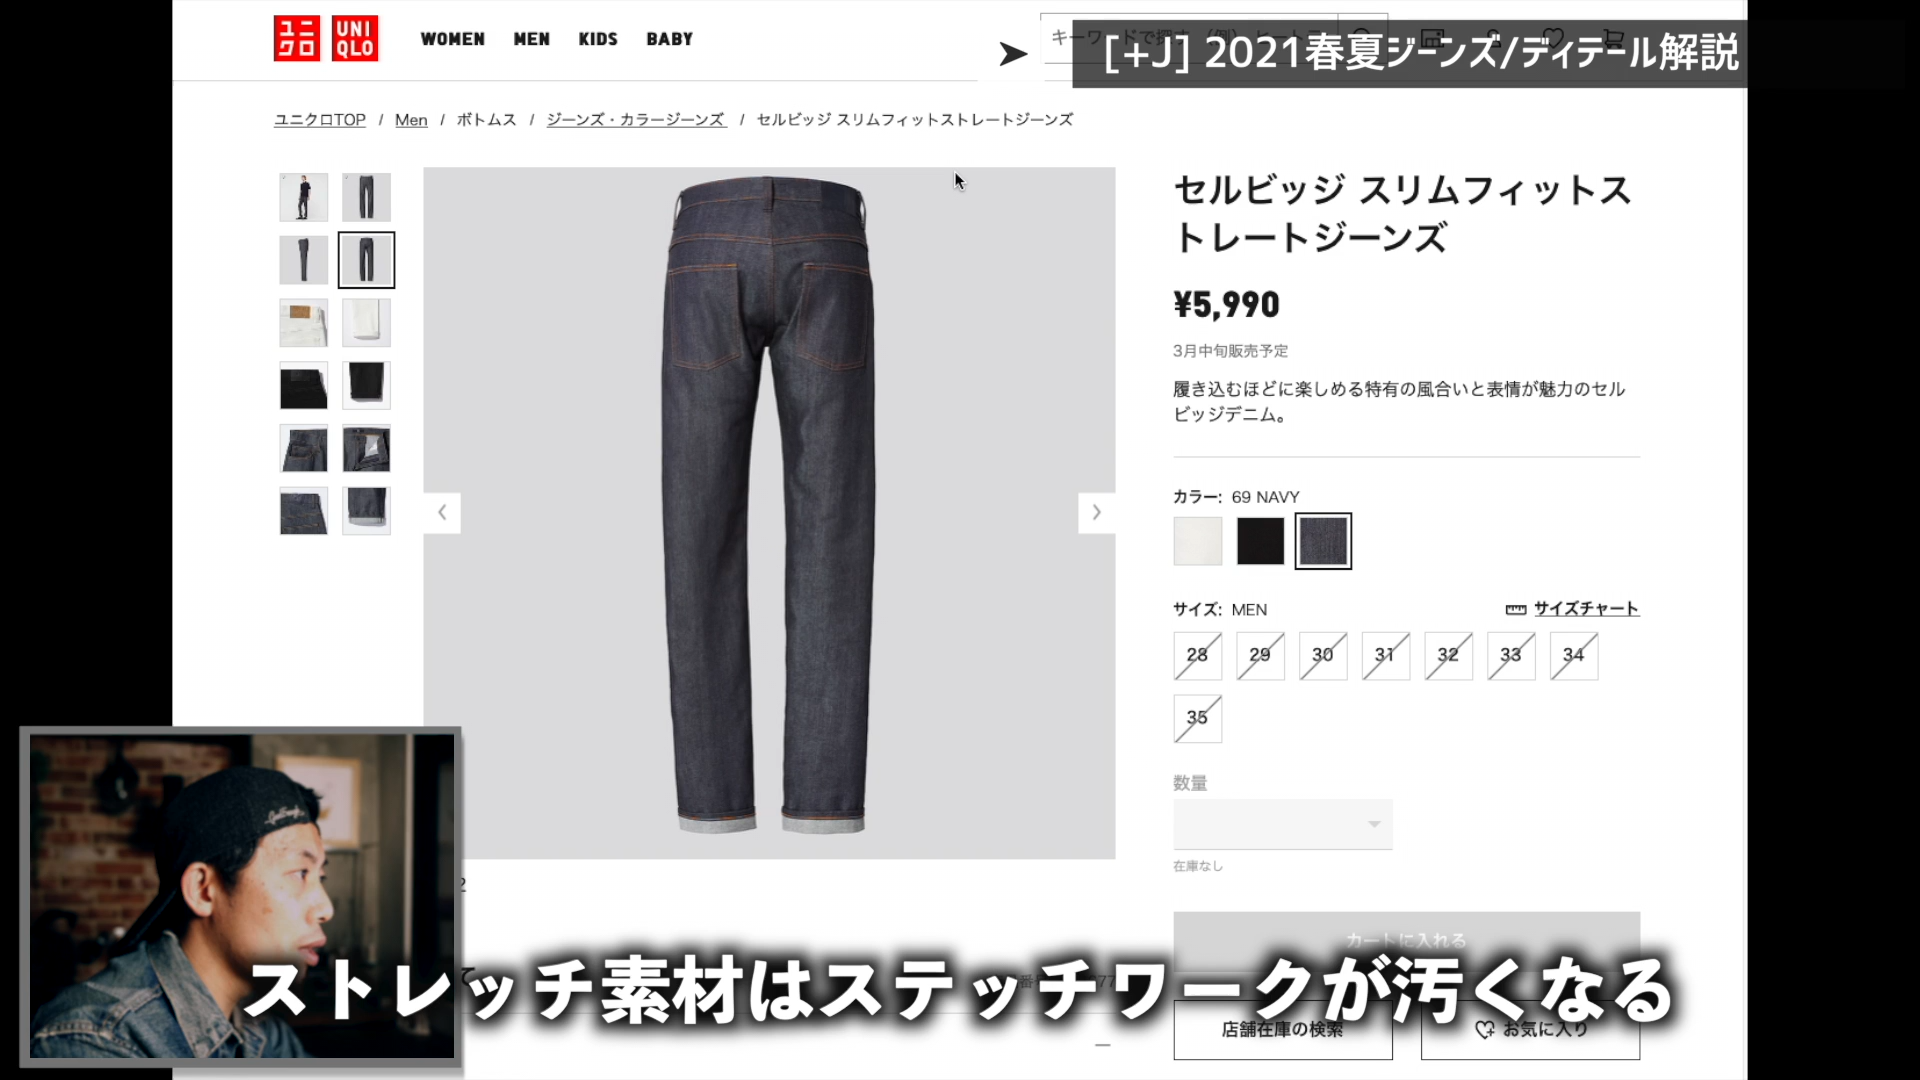 ユニクロ
UNIQLO
WOMEN MEN KIDS BABY
[+J] 2021春夏ジーンズ/ディテール解説
ユニクロTOP / Men / ボトムス / ジーンズ・カラージーンズ / セルビッジ スリムフィットストレートジーンズ
セルビッジ スリムフィットス
トレートジーンズ
¥5,990
3月中旬販売予定
履き込むほどに楽しめる特有の風合いと表情が魅力のセル
ビッジデニム。
カラー: 69 NAVY
サイズ: MEN
サイズチャート
28 29 30 31 32 33 34
35
数量
在庫なし
カートに入れる
ストレッチ素材はステッチワークが汚くなる
店舗在庫の検索
お気に入り